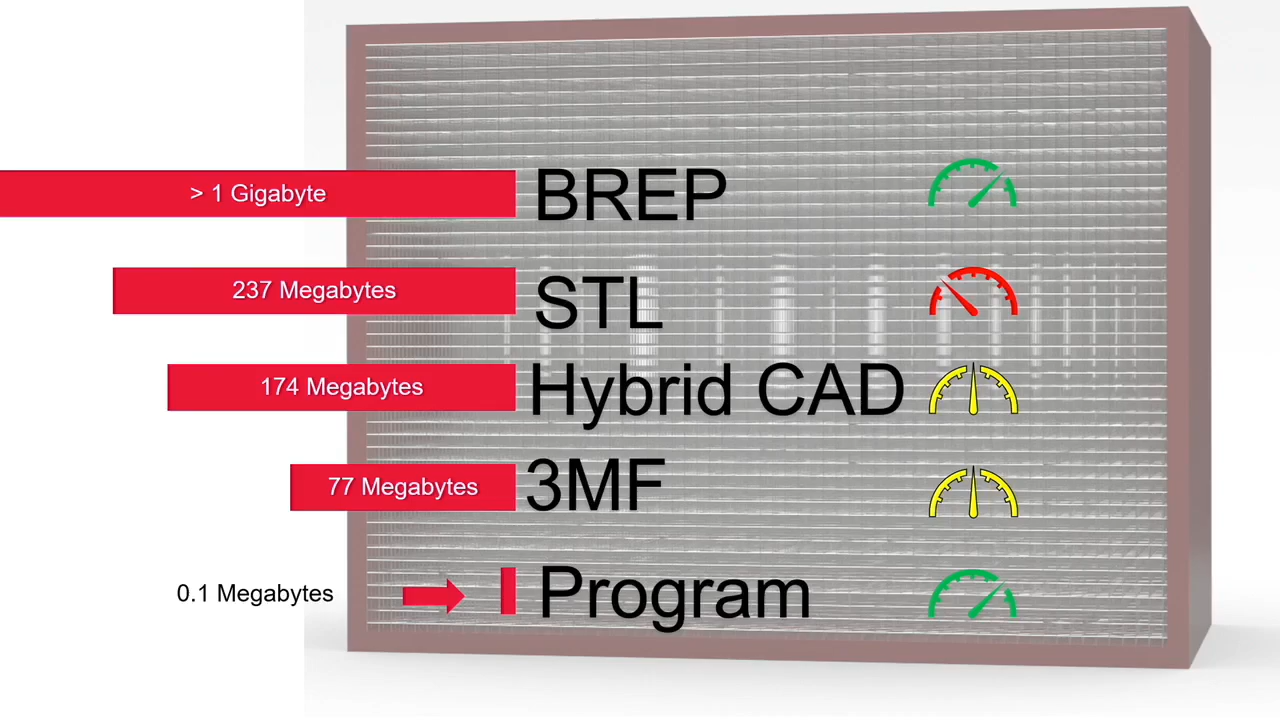 > 1 Gigabyte BREP
237 Megabytes STL
174 Megabytes Hybrid CAD
77 Megabytes 3MF
0.1 Megabytes Program